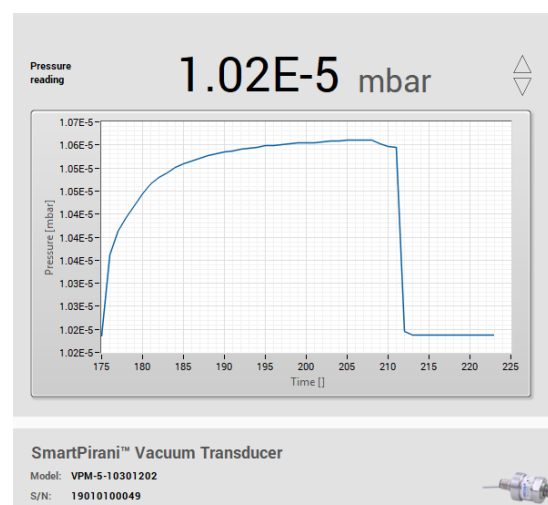 Pressure
reading
1.02E-5 mbar
1.07E-5
1.06E-5
1.05E-5
1.05E-5
1.04E-5
1.04E-5
1.04E-5
1.03E-5
1.03E-5
1.02E-5
1.02E-5
Pressure [mbar]
175 180 185 190 195 200 205 210 215 220 225
Time []
SmartPirani™ Vacuum Transducer
Model: VPM-5-10301202
S/N: 19010100049